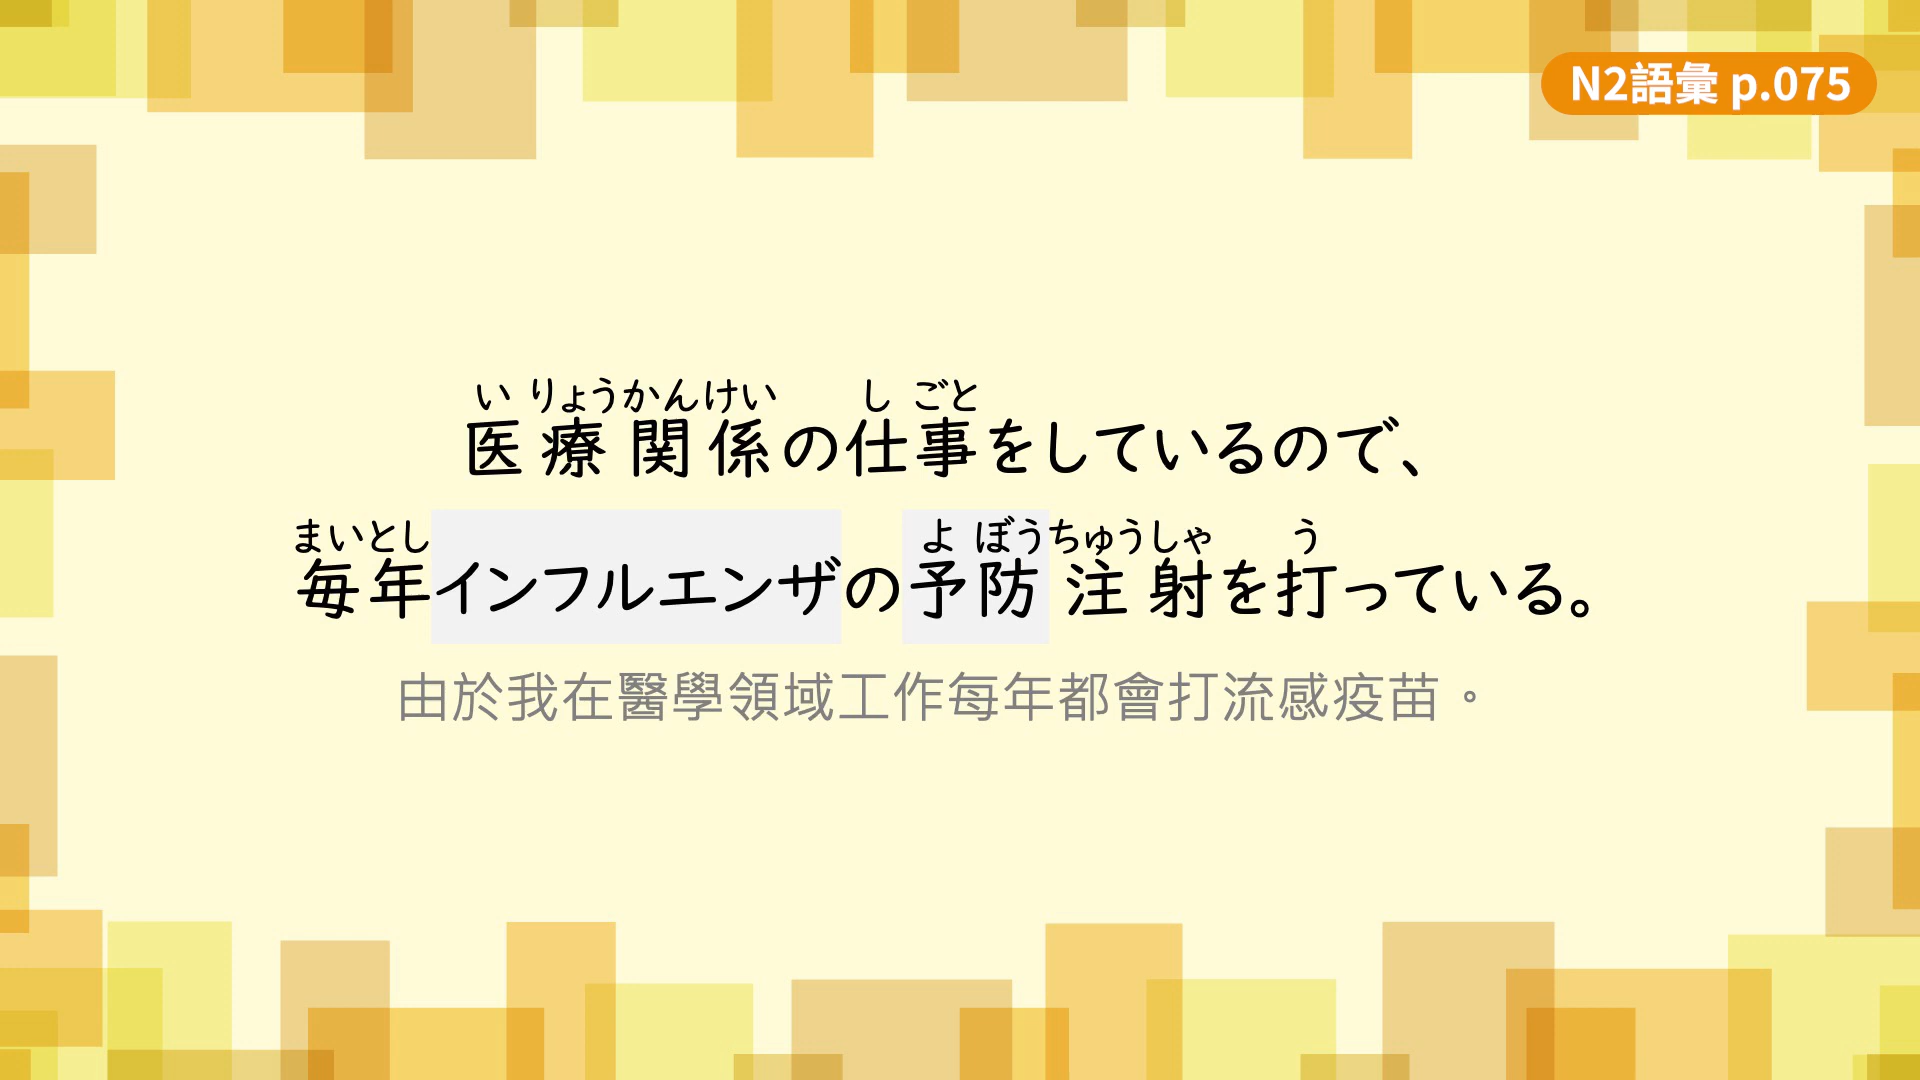 N2語彙 p.075
い りょうかんけい し ごと
医療関係の仕事をしているので、
まいとし よ ぼうちゅうしゃ う
毎年インフルエンザの予防注射を打っている。
由於我在醫學領域工作每年都會打流感疫苗。